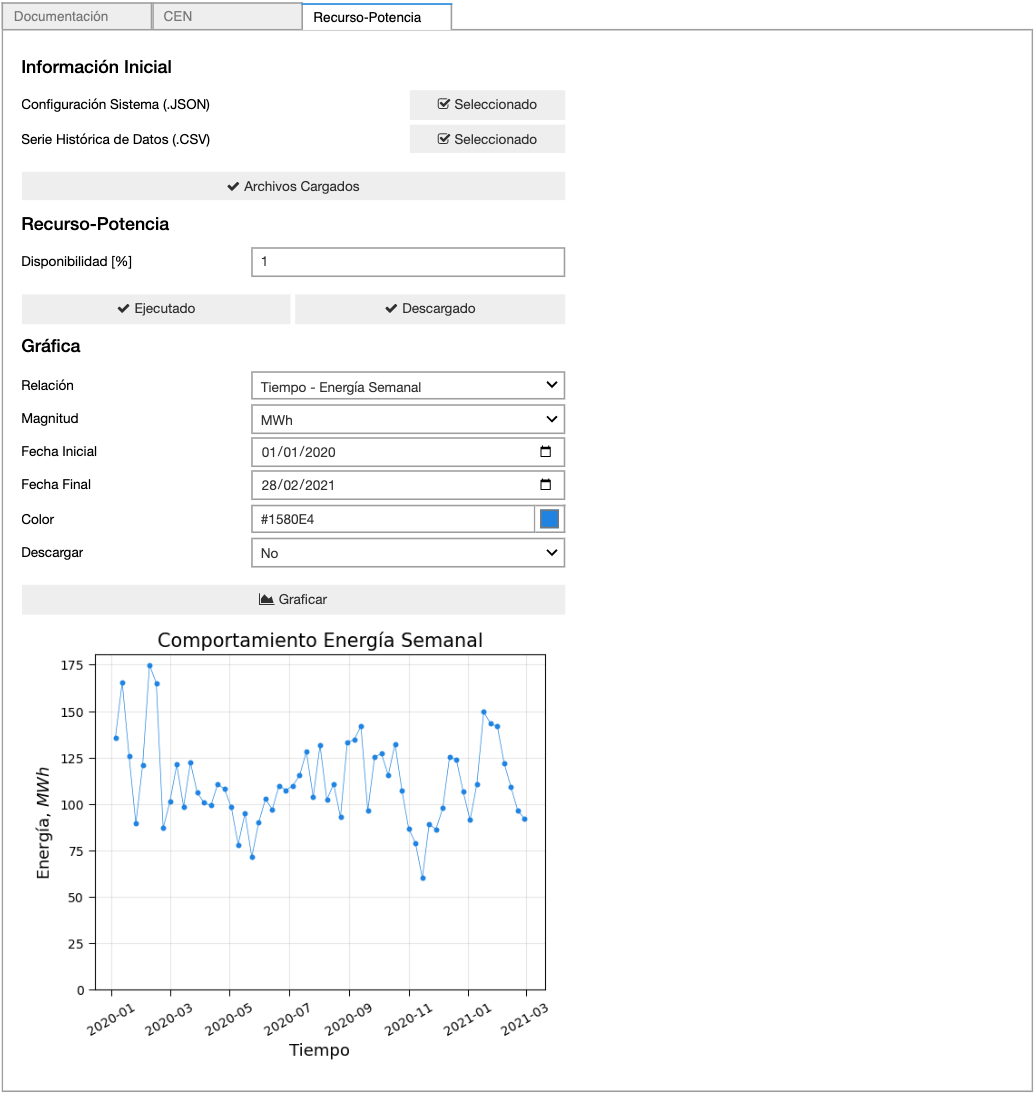 Documentación CEN Recurso-Potencia
Información Inicial
Configuración Sistema (.JSON) Seleccionado
Serie Histórica de Datos (.CSV) Seleccionado
Archivos Cargados
Recurso-Potencia
Disponibilidad [%] 1
Ejecutado Descargado
Gráfica
Relación Tiempo - Energía Semanal
Magnitud MWh
Fecha Inicial 01/01/2020
Fecha Final 28/02/2021
Color #1580E4
Descargar No
Graficar
Comportamiento Energía Semanal
175
150
125
100
75
50
25
0
Energía, MWh
2020-01 2020-03 2020-05 2020-07 2020-09 2020-11 2021-01 2021-03
Tiempo